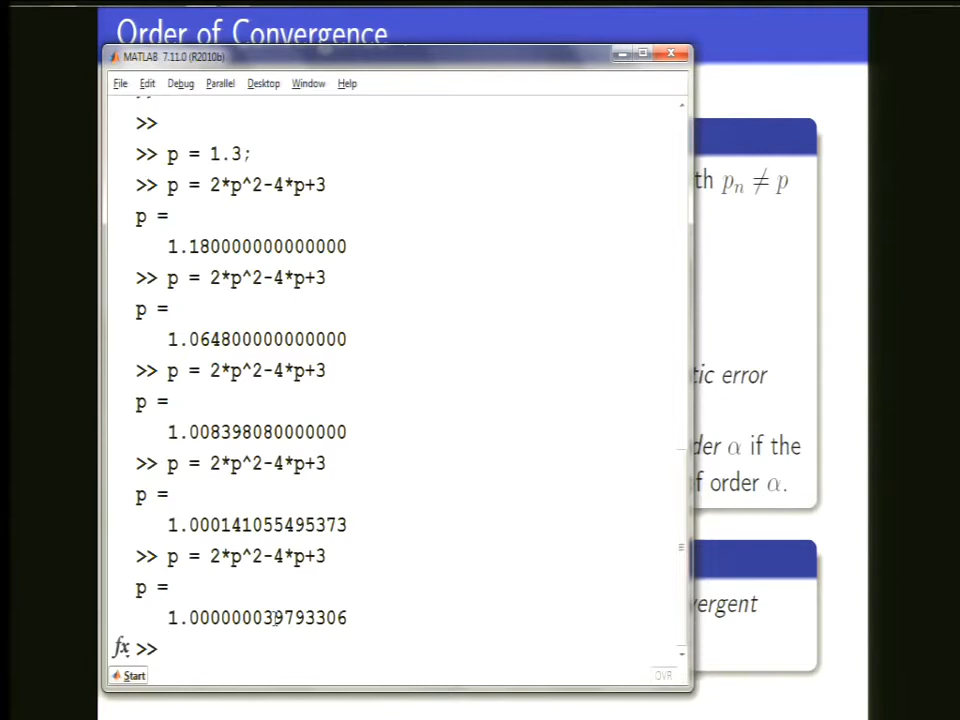 Order of Convergence
MATLAB 7.11.0 (R2010b)
File Edit Debug Parallel Desktop Window Help
>>
>> p = 1.3;
>> p = 2*p^2-4*p+3
p =
1.180000000000000
>> p = 2*p^2-4*p+3
p =
1.064800000000000
>> p = 2*p^2-4*p+3
p =
1.008398080000000
>> p = 2*p^2-4*p+3
p =
1.000141055495373
>> p = 2*p^2-4*p+3
p =
1.000000039793306
fx >>
Start
OVR
th pₙ ≠ p
tic error
der α if the
f order α.
vergent